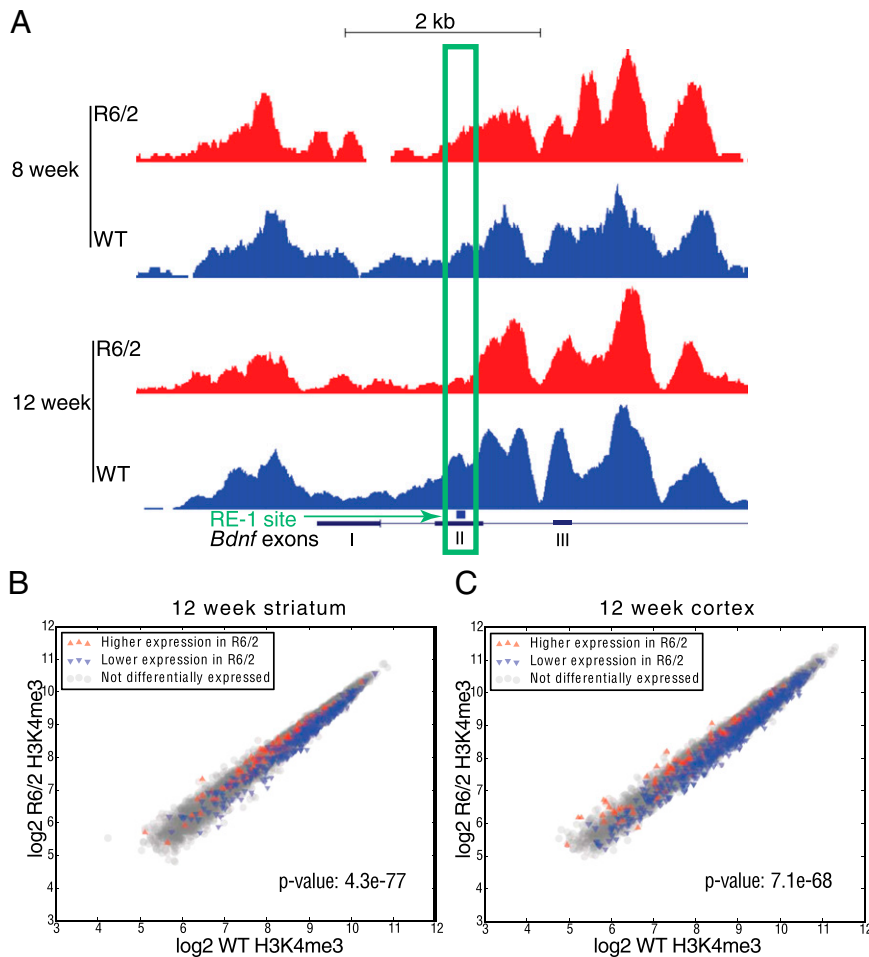 A
2 kb
R6/2
8 week
WT
R6/2
12 week
WT
RE-1 site
Bdnf exons
I
II
III
B
12 week striatum
Higher expression in R6/2
Lower expression in R6/2
Not differentially expressed
12
11
10
9
8
7
6
5
4
3
log2 R6/2 H3K4me3
p-value: 4.3e-77
3 4 5 6 7 8 9 10 11 12
log2 WT H3K4me3
C
12 week cortex
Higher expression in R6/2
Lower expression in R6/2
Not differentially expressed
12
11
10
9
8
7
6
5
4
3
log2 R6/2 H3K4me3
p-value: 7.1e-68
3 4 5 6 7 8 9 10 11 12
log2 WT H3K4me3